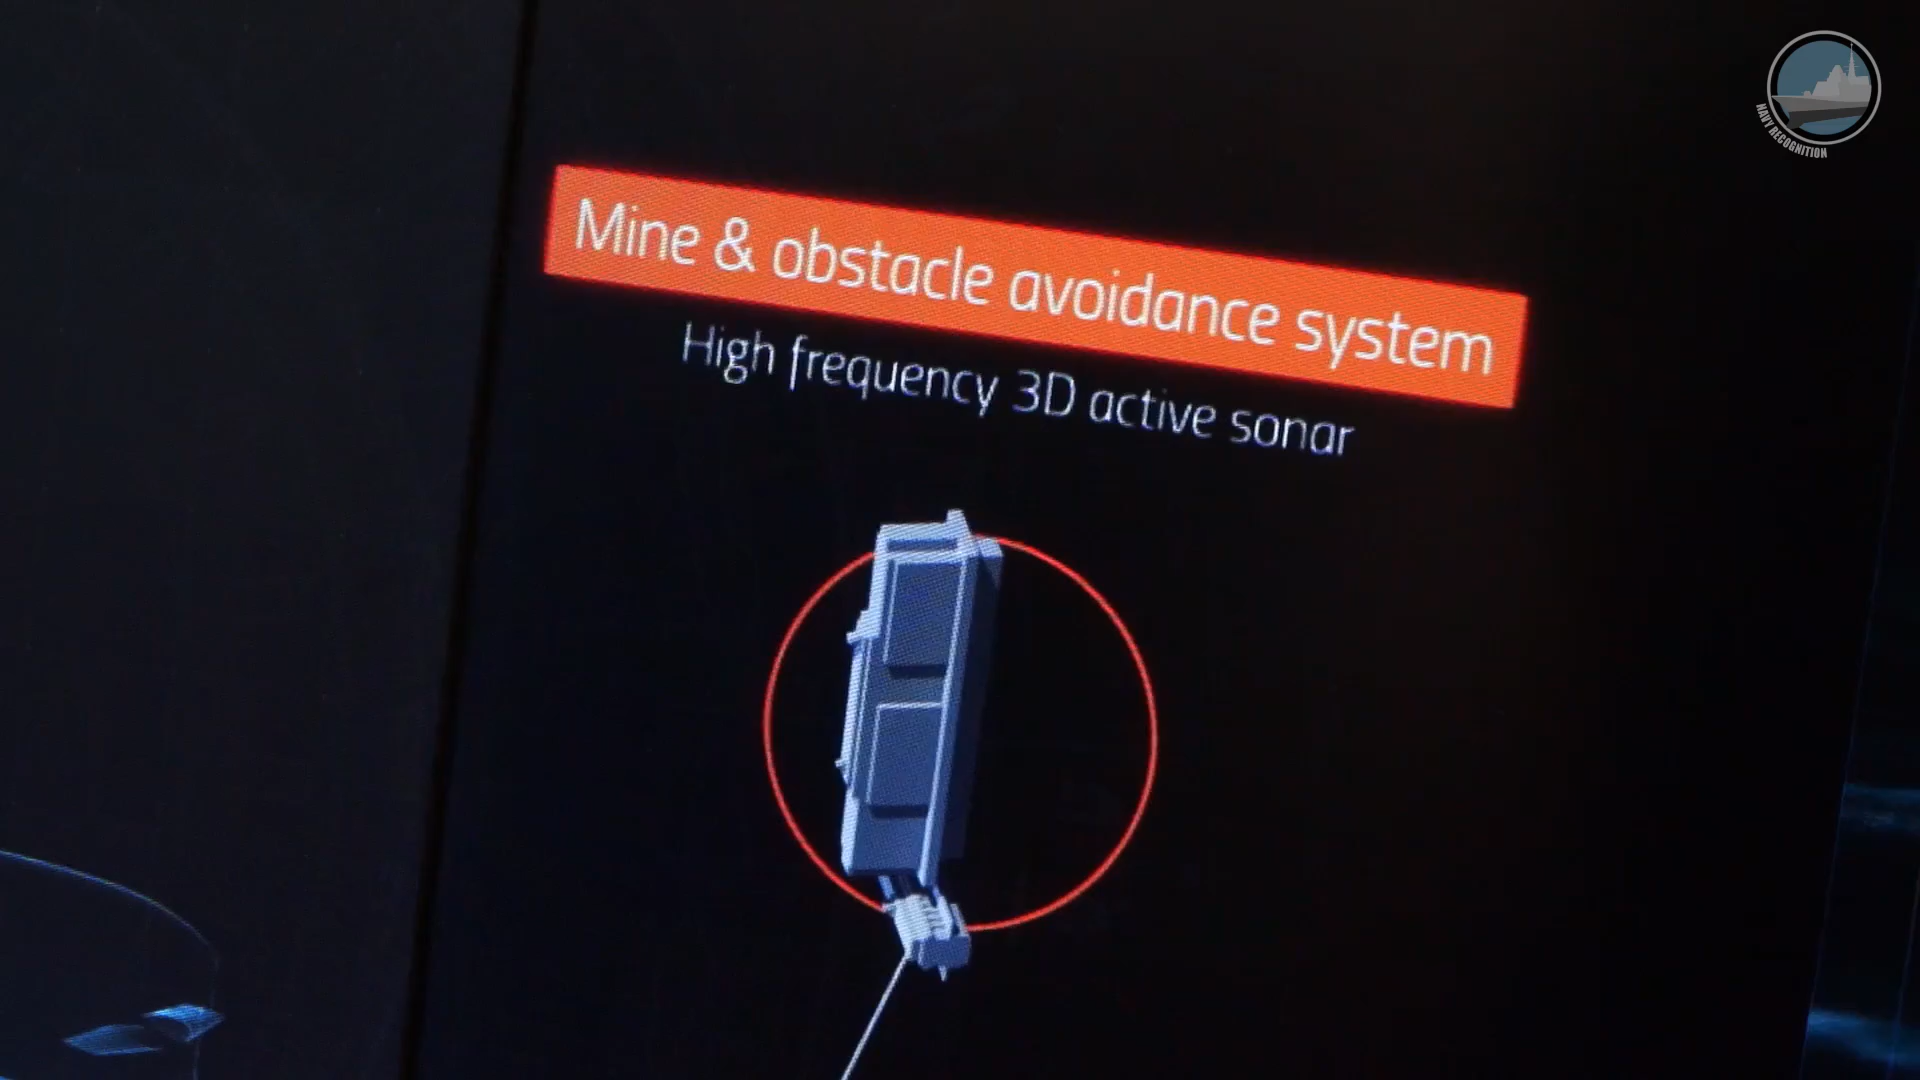 Mine & obstacle avoidance system
High frequency 3D active sonar
NAVY RECOGNITION